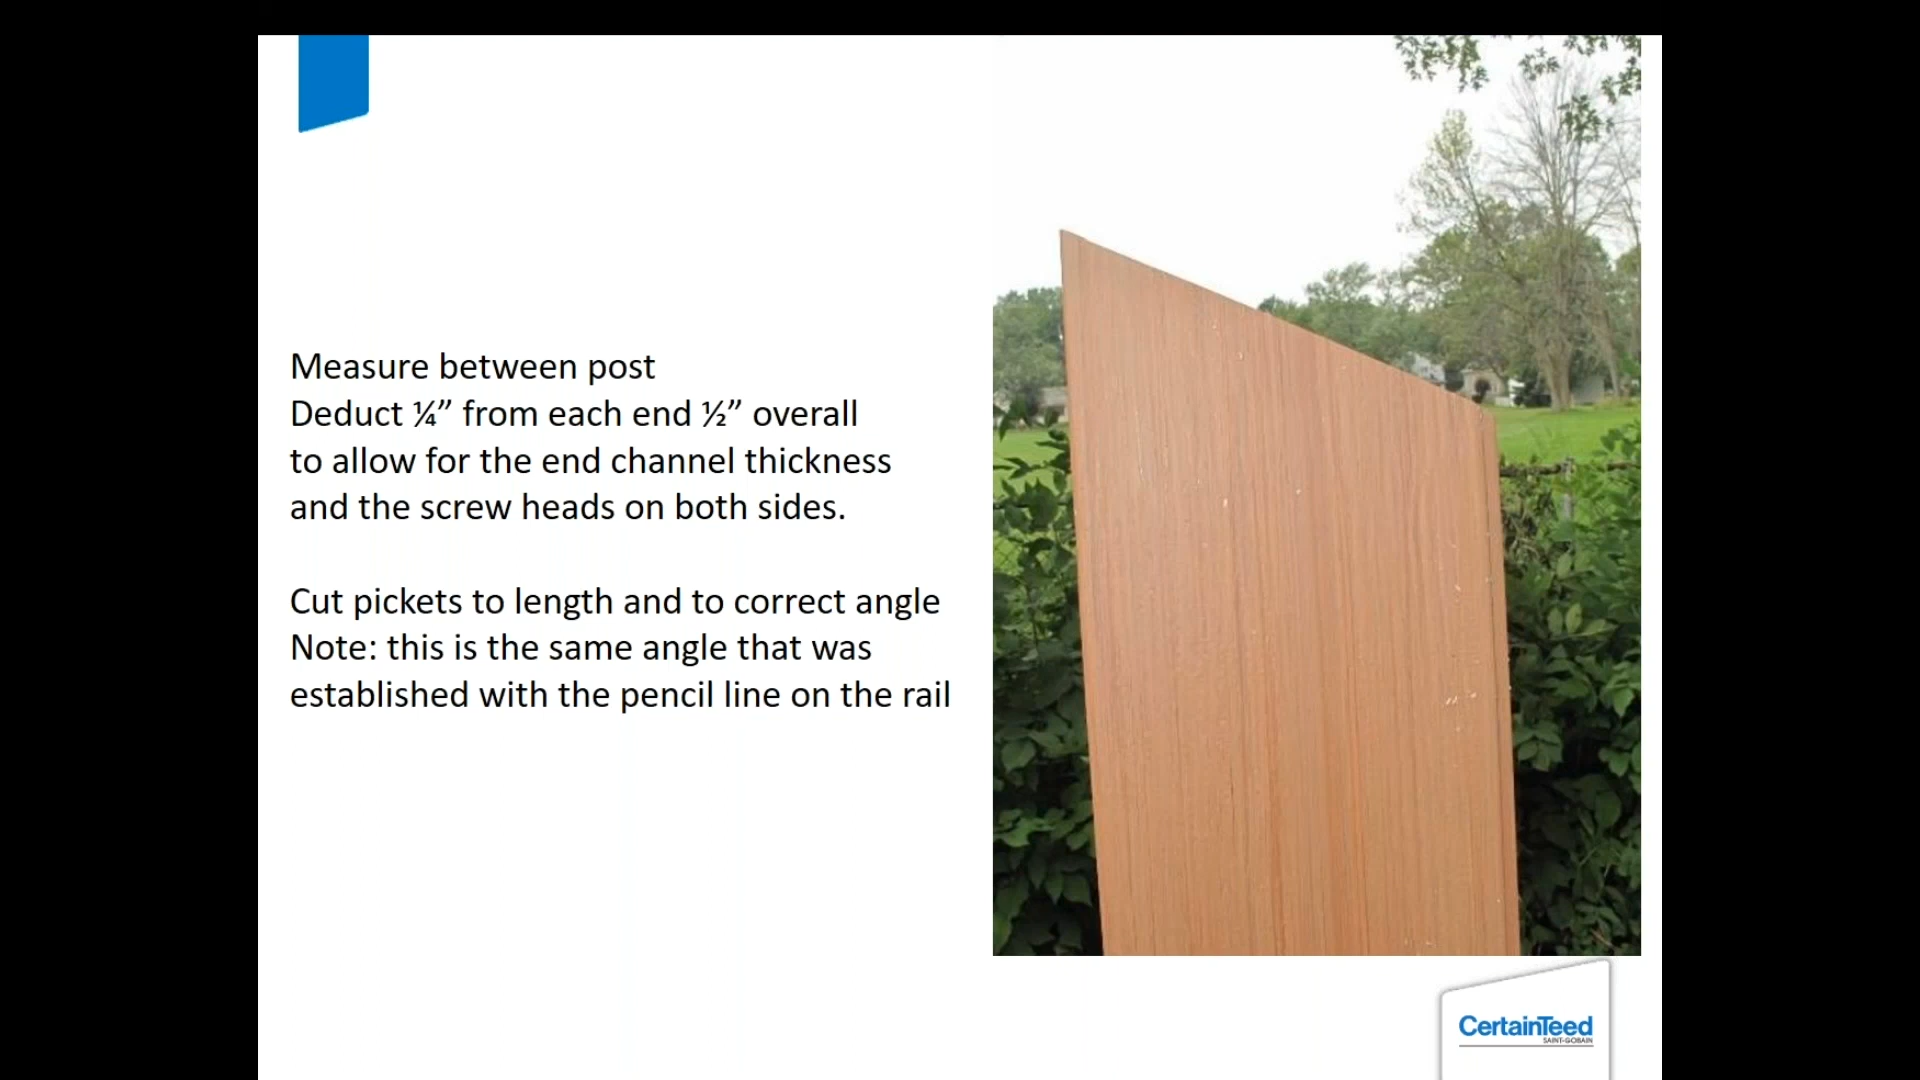 Measure between post
Deduct ¼” from each end ½” overall
to allow for the end channel thickness
and the screw heads on both sides.
Cut pickets to length and to correct angle
Note: this is the same angle that was
established with the pencil line on the rail
CertainTeed
SAINT-GOBAIN